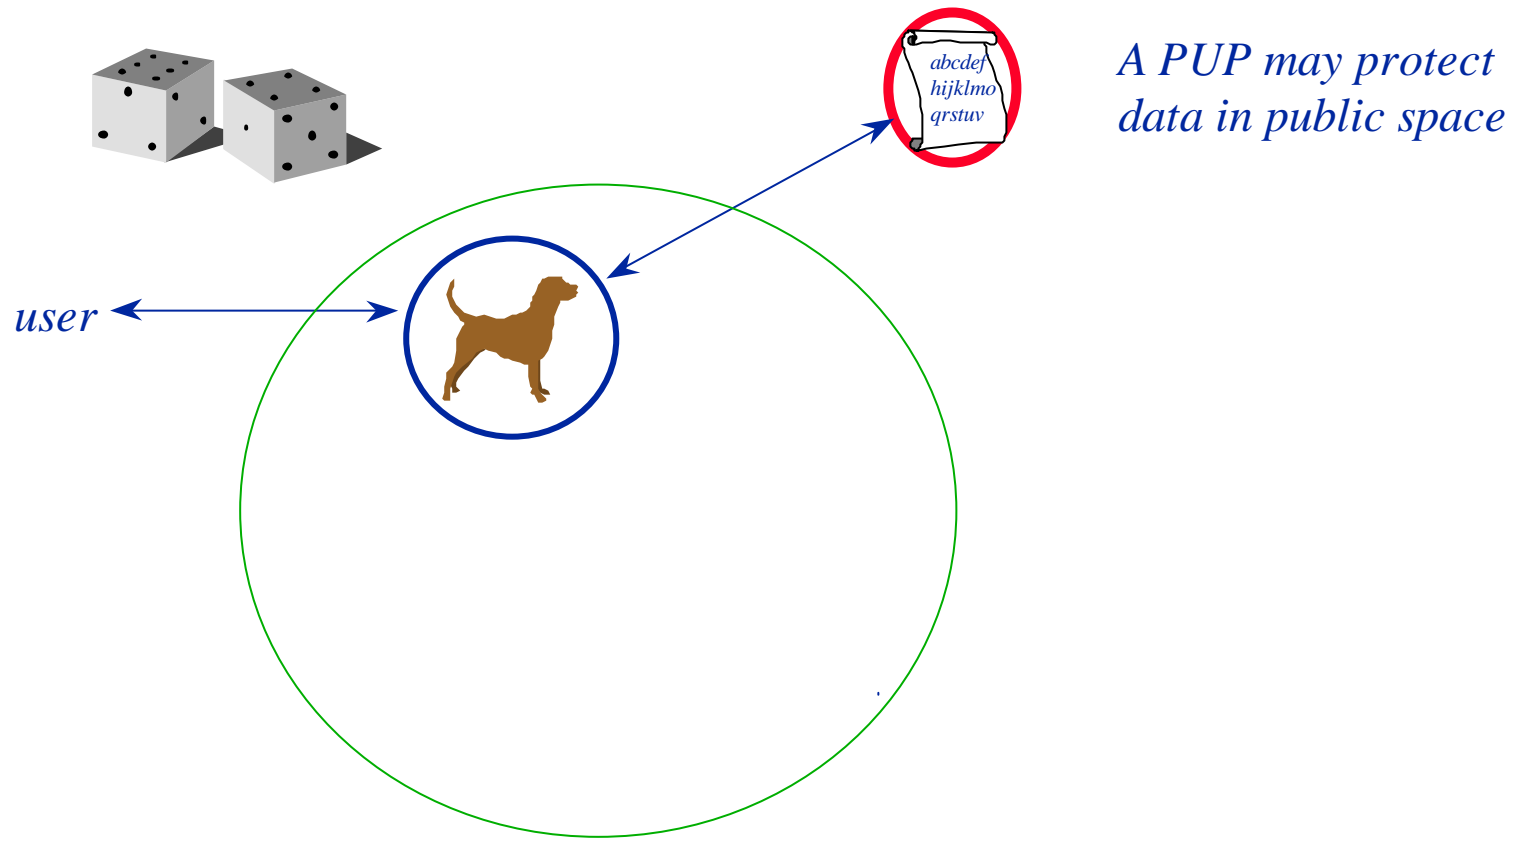 abcdef
hijklmo
qrstuv
A PUP may protect
data in public space
user